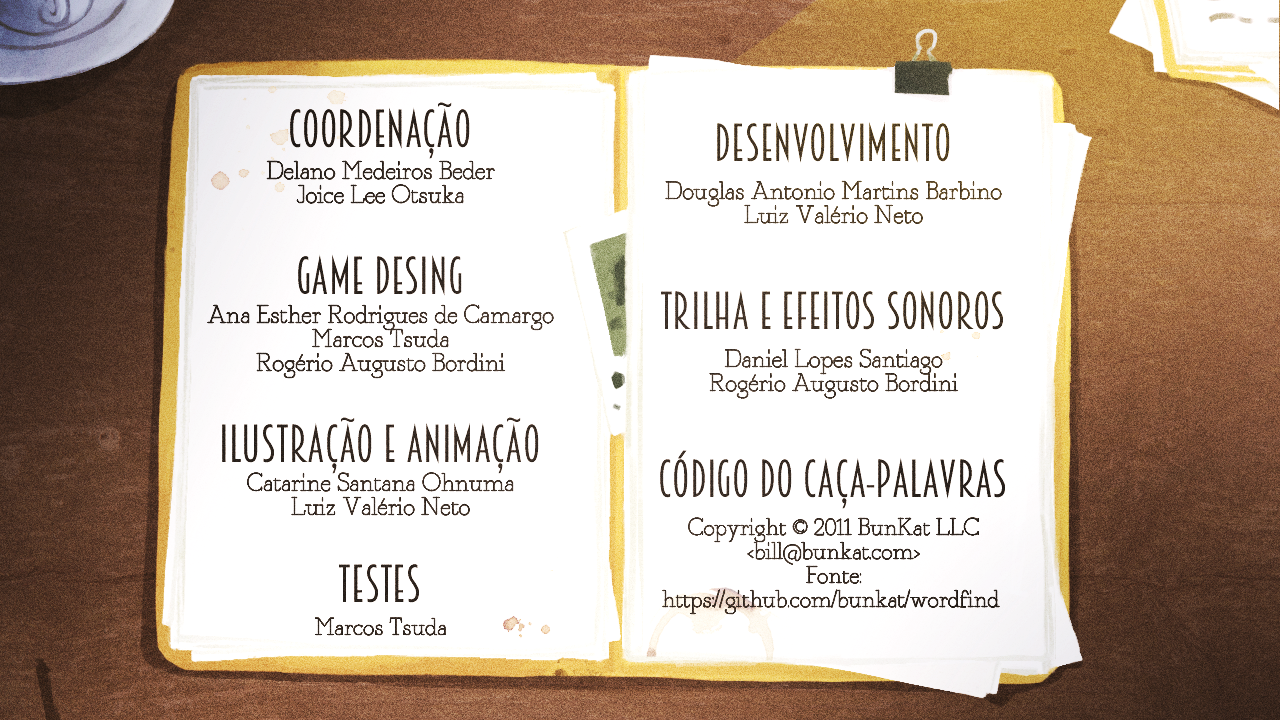 COORDENAÇÃO
Delano Medeiros Beder
Joice Lee Otsuka
GAME DESING
Ana Esther Rodrigues de Camargo
Marcos Tsuda
Rogério Augusto Bordini
ILUSTRAÇÃO E ANIMAÇÃO
Catarine Santana Ohnuma
Luiz Valério Neto
TESTES
Marcos Tsuda
DESENVOLVIMENTO
Douglas Antonio Martins Barbino
Luiz Valério Neto
TRILHA E EFEITOS SONOROS
Daniel Lopes Santiago
Rogério Augusto Bordini
CÓDIGO DO CAÇA-PALAVRAS
Copyright © 2011 BunKat LLC
<bill@bunkat.com>
Fonte:
https://github.com/bunkat/wordfind